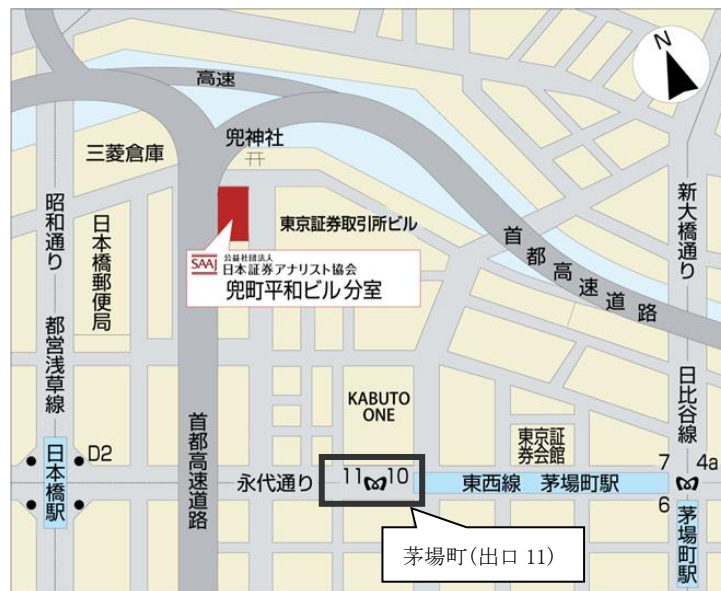 N
高速
兜神社
三菱倉庫
昭和通り
日本橋郵便局
東京証券取引所ビル
新大橋通り
首都高速道路
SAAJ
公益社団法人
日本証券アナリスト協会
兜町平和ビル分室
都営浅草線
KABUTO
ONE
日比谷線
首都高速道路
東京証
券会館
日本橋駅
D2
永代通り
11
10
東西線 茅場町駅
7
4a
6
茅場町駅
茅場町(出口 11)